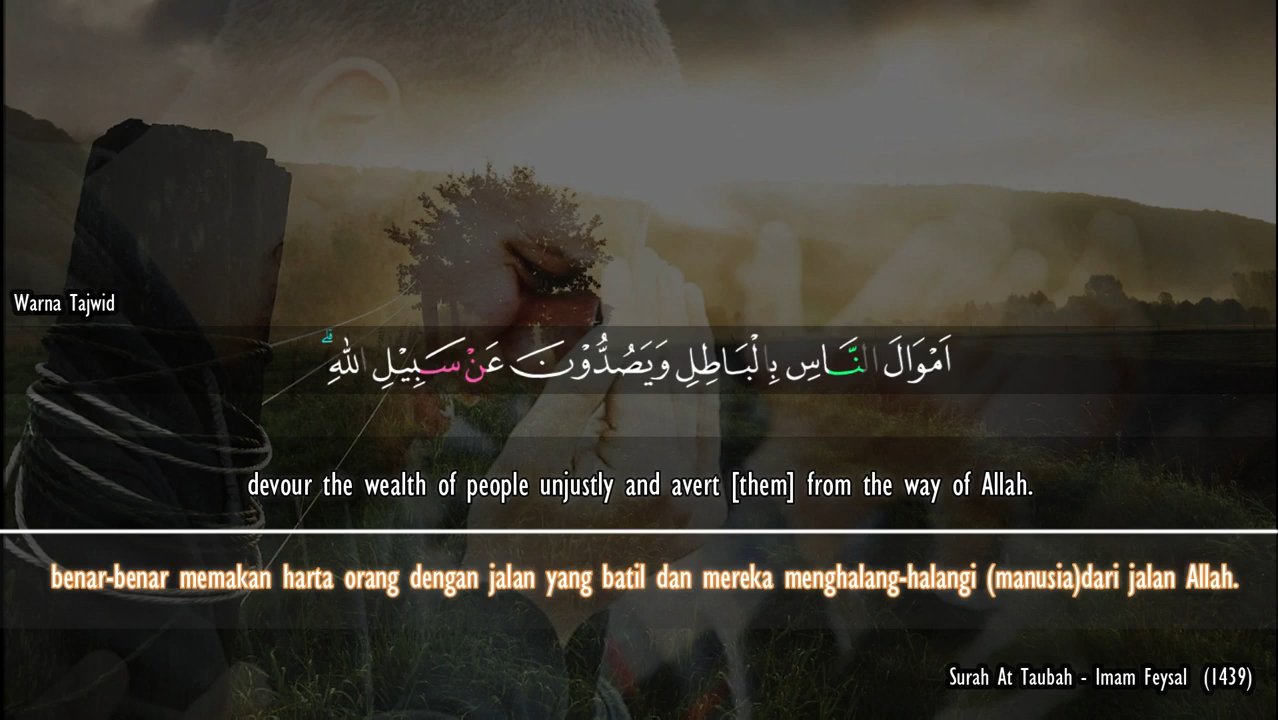 Warna Tajwid
اَمْوَالَ النَّاسِ بِالْبَاطِلِ وَيَصُدُّوْنَ عَنْ سَبِيْلِ اللّٰهِ ۗ
devour the wealth of people unjustly and avert [them] from the way of Allah.
benar-benar memakan harta orang dengan jalan yang batil dan mereka menghalang-halangi (manusia)dari jalan Allah.
Surah At Taubah - Imam Feysal (1439)